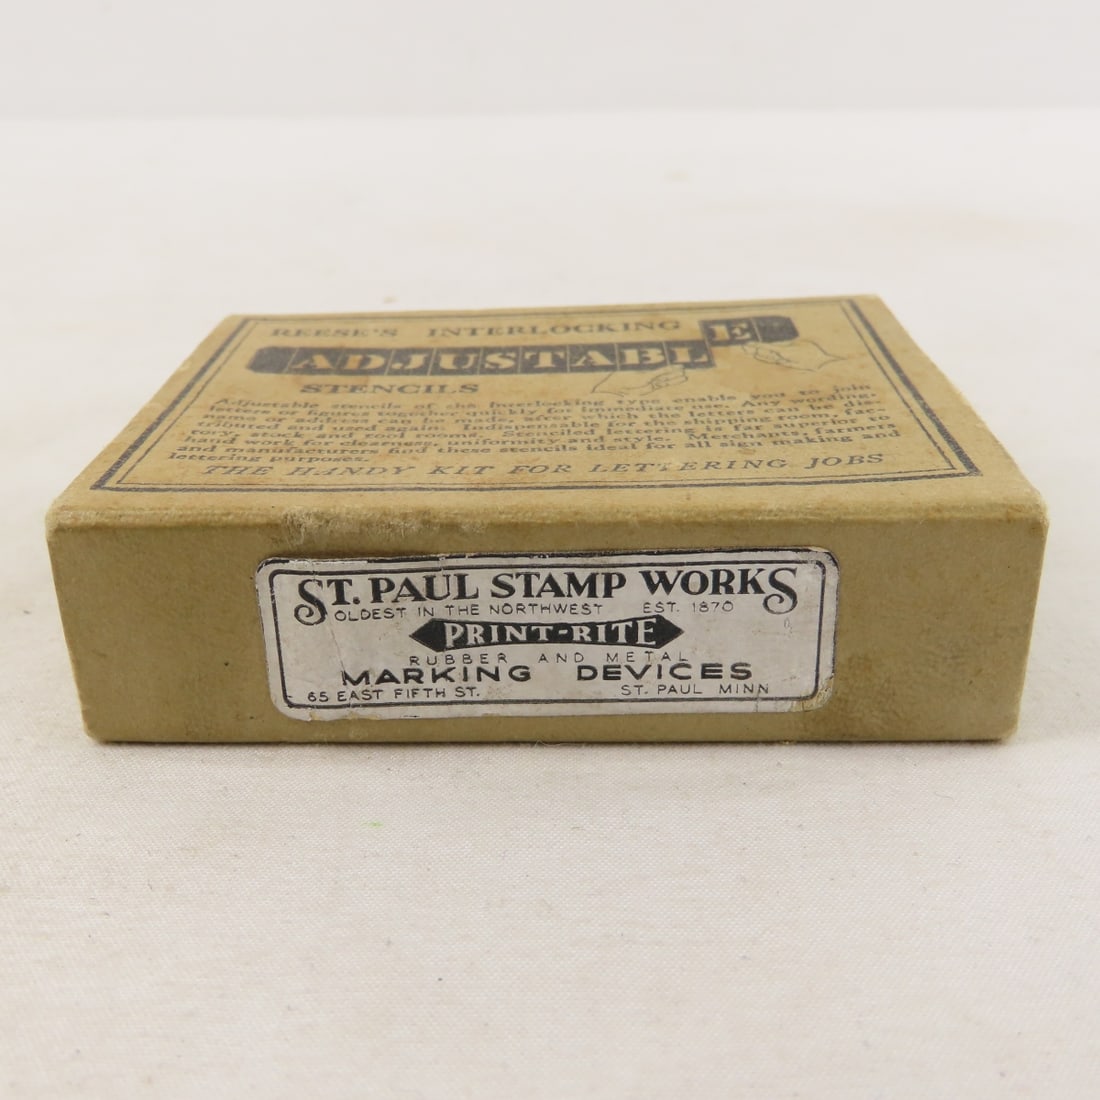 REESE'S INTERLOCKING
ADJUSTABLE
STENCILS
Adjustable stencils of the interlocking type enable you to join
letters or figures together quickly for immediate use. Any wording,
name or address can be made, after which the letters can be dis-
tributed and used again. Indispensable for the shipping room, fac-
tory, stock and tool rooms. Stenciled lettering is far superior to
hand work for clearness, uniformity and style. Merchants, farmers
and manufacturers find these stencils ideal for all sign making and
lettering purposes.
THE HANDY KIT FOR LETTERING JOBS
ST. PAUL STAMP WORKS
OLDEST IN THE NORTHWEST EST. 1870
PRINT-RITE
RUBBER AND METAL
MARKING DEVICES
65 EAST FIFTH ST. ST. PAUL MINN